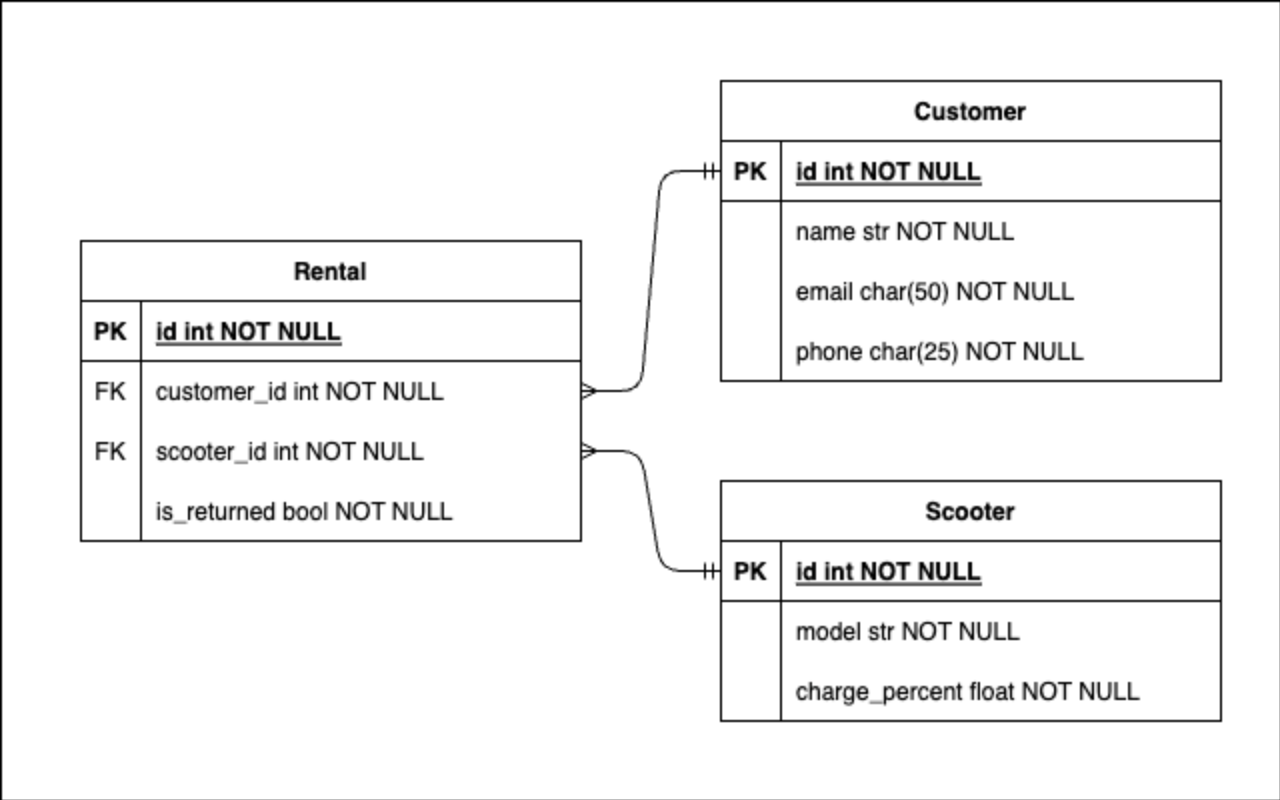 Customer
PK id int NOT NULL
name str NOT NULL
email char(50) NOT NULL
phone char(25) NOT NULL
Rental
PK id int NOT NULL
FK customer_id int NOT NULL
FK scooter_id int NOT NULL
is_returned bool NOT NULL
Scooter
PK id int NOT NULL
model str NOT NULL
charge_percent float NOT NULL